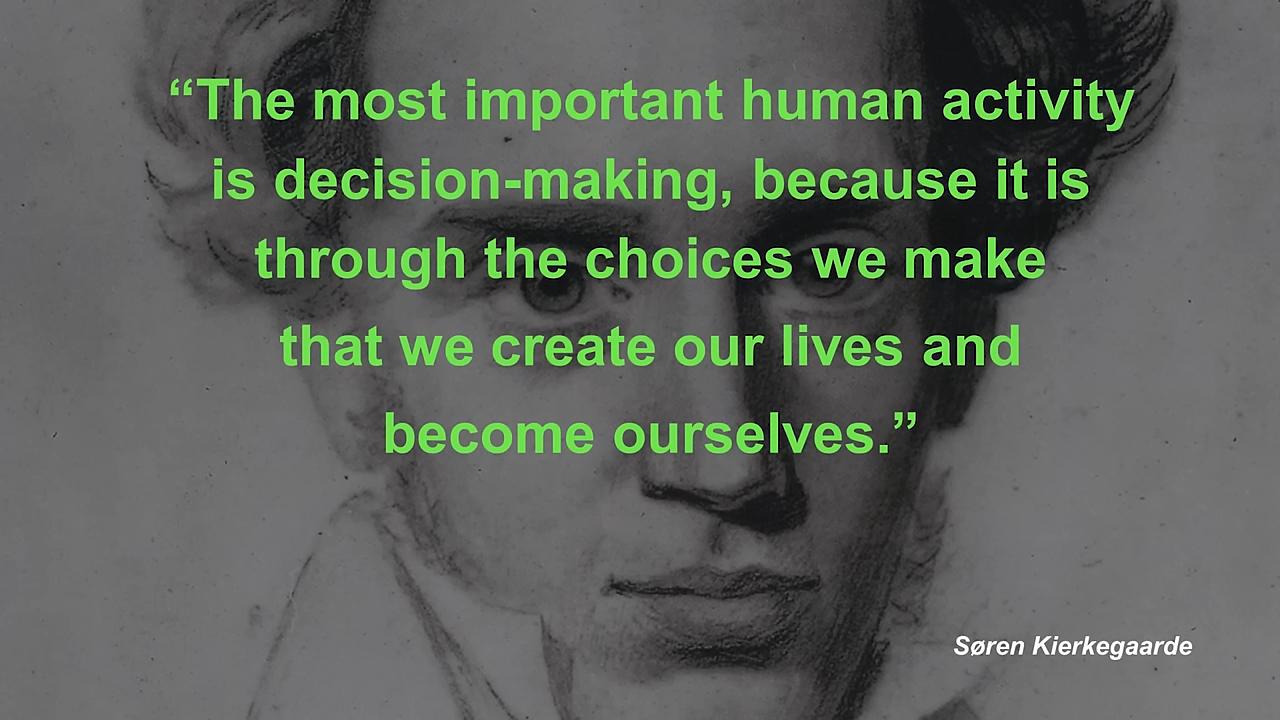 “The most important human activity
is decision-making, because it is
through the choices we make
that we create our lives and
become ourselves.”
Søren Kierkegaarde